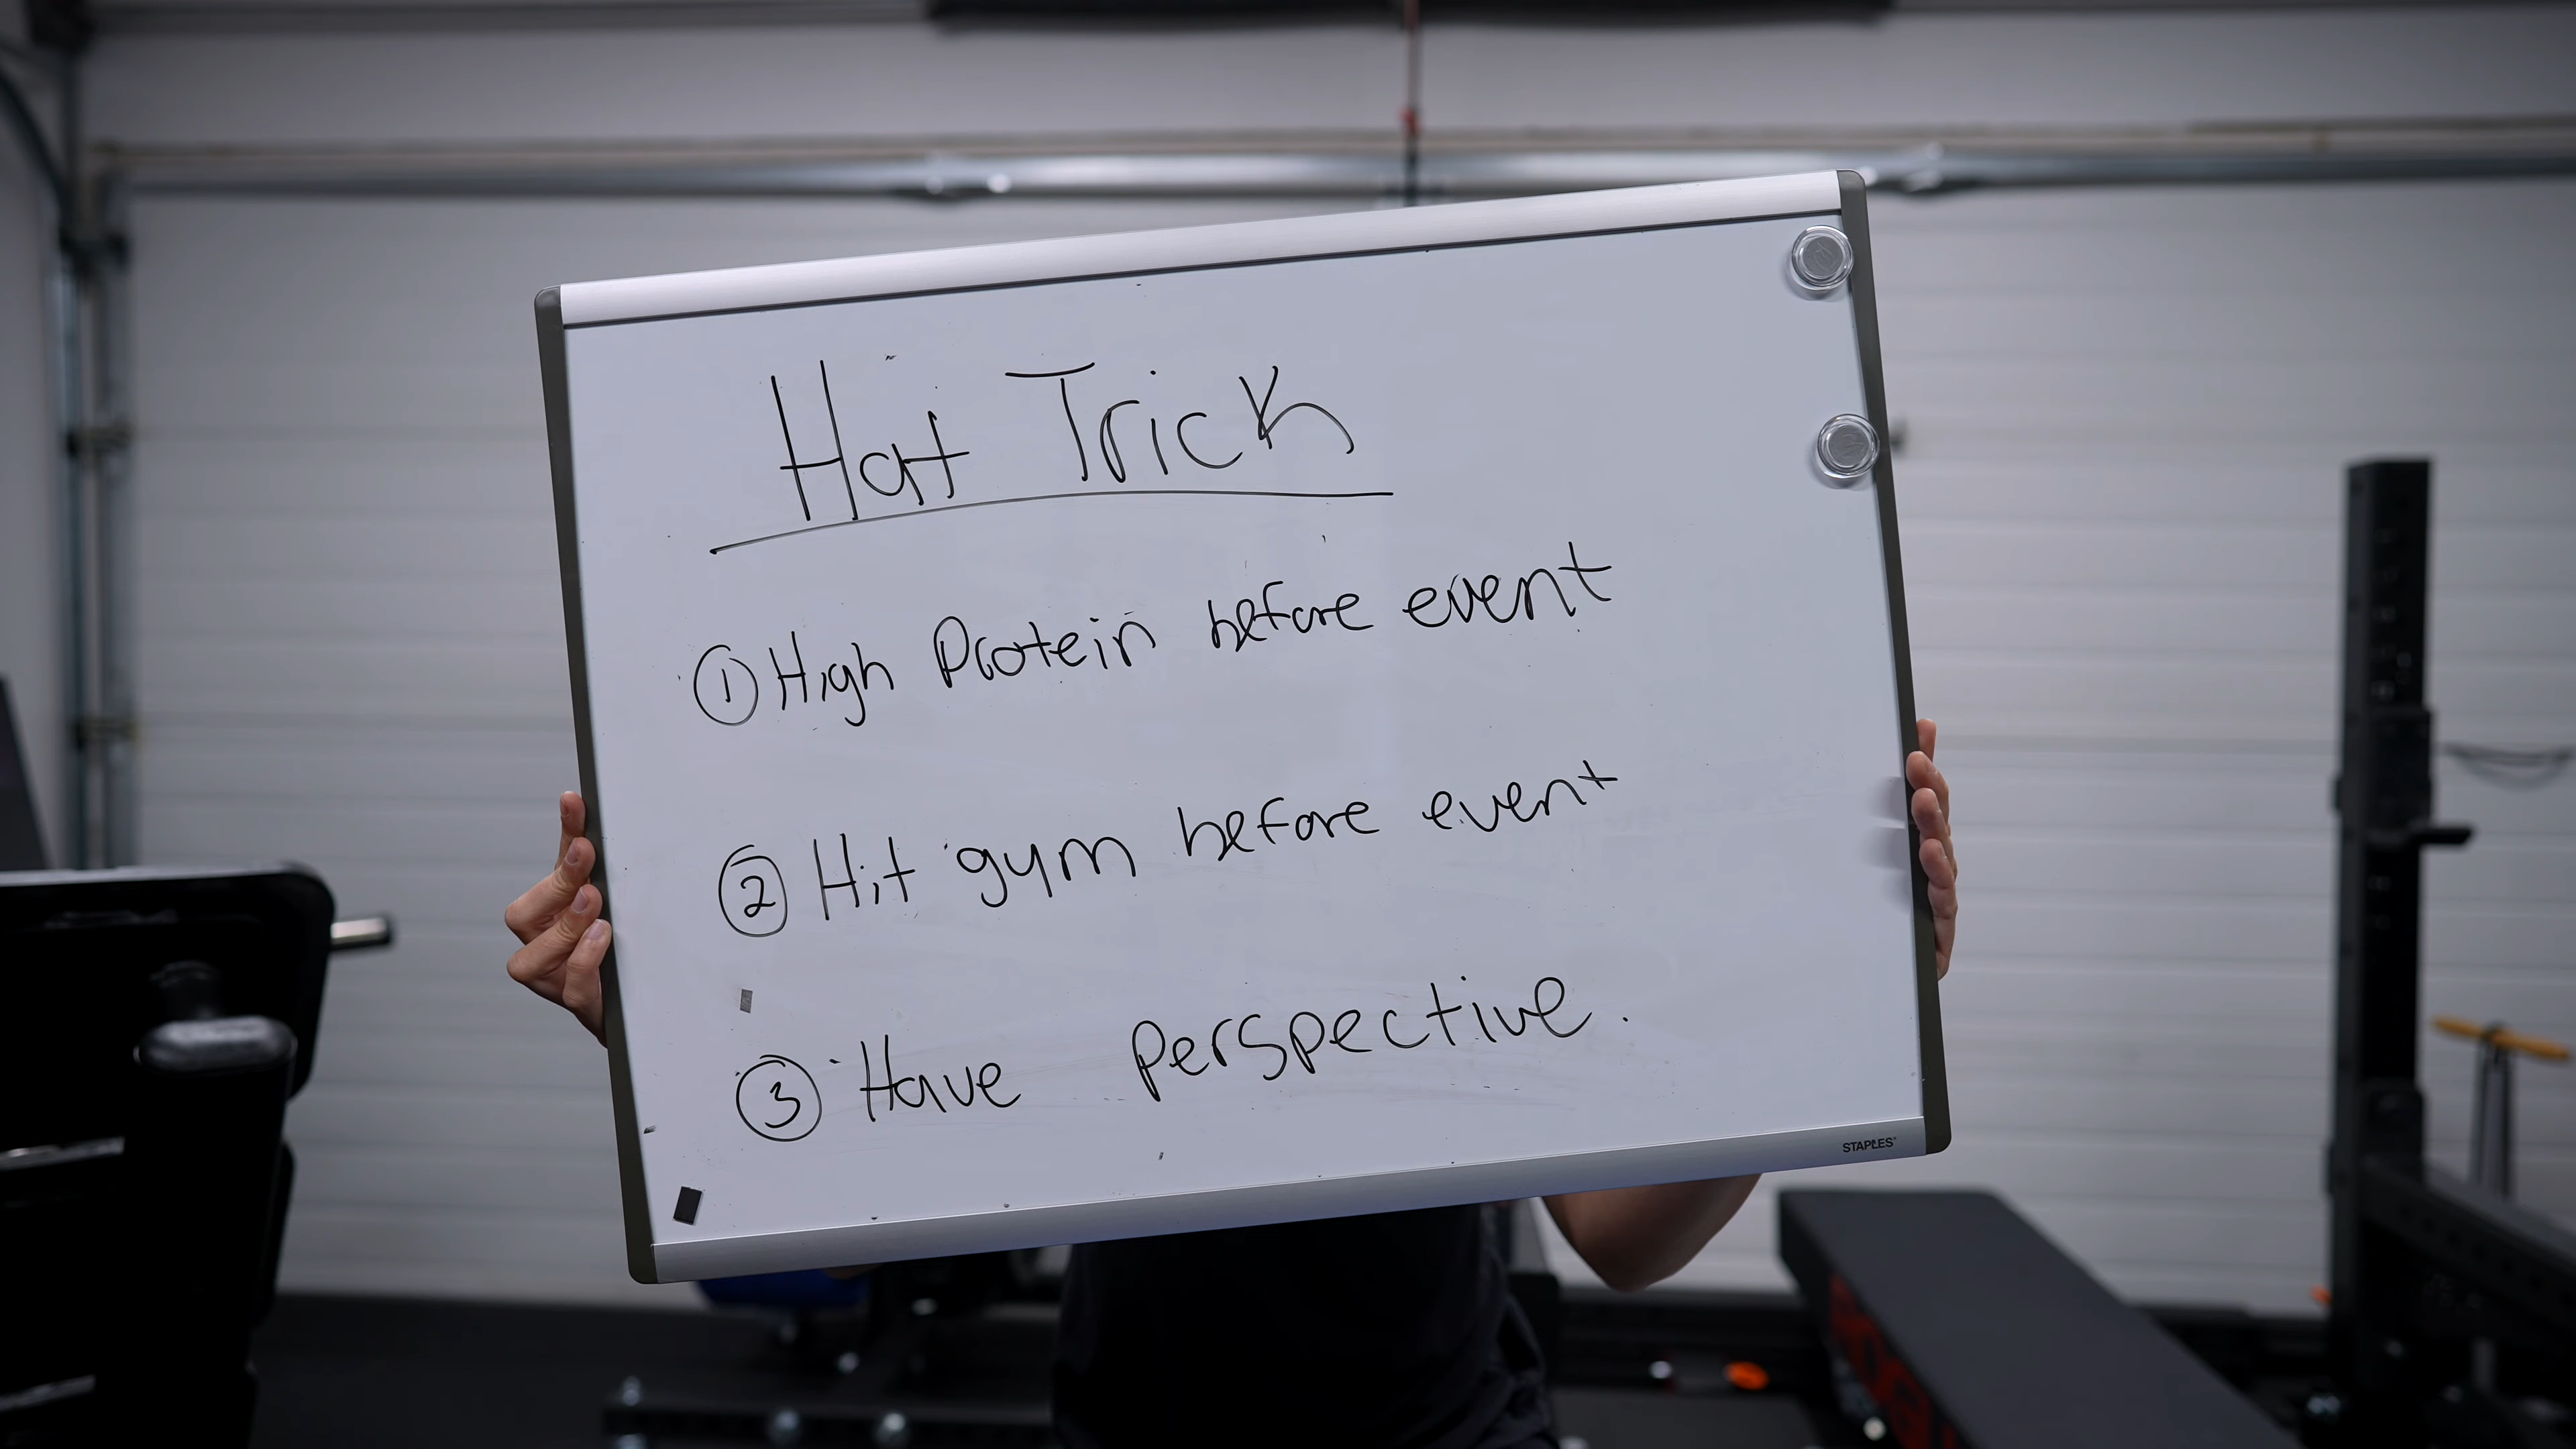 Hat Trick
① High Protein before event
② Hit gym before event
③ Have Perspective.
STAPLES